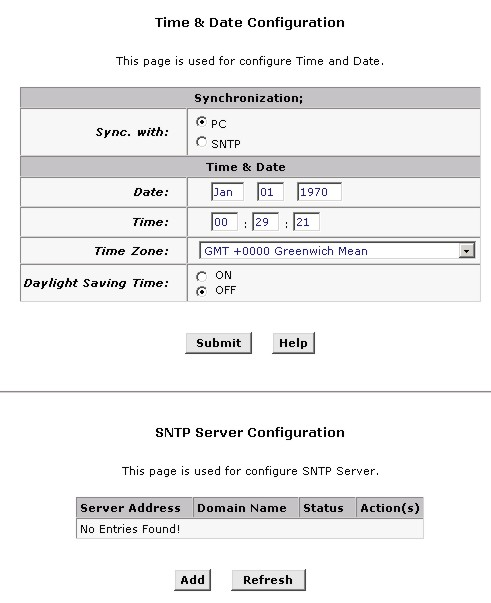 Time & Date Configuration
This page is used for configure Time and Date.
Synchronization;
Sync. with: PC
SNTP
Time & Date
Date: Jan 01 1970
Time: 00 : 29 : 21
Time Zone: GMT +0000 Greenwich Mean
Daylight Saving Time: ON
OFF
Submit Help
SNTP Server Configuration
This page is used for configure SNTP Server.
Server Address Domain Name Status Action(s)
No Entries Found!
Add Refresh